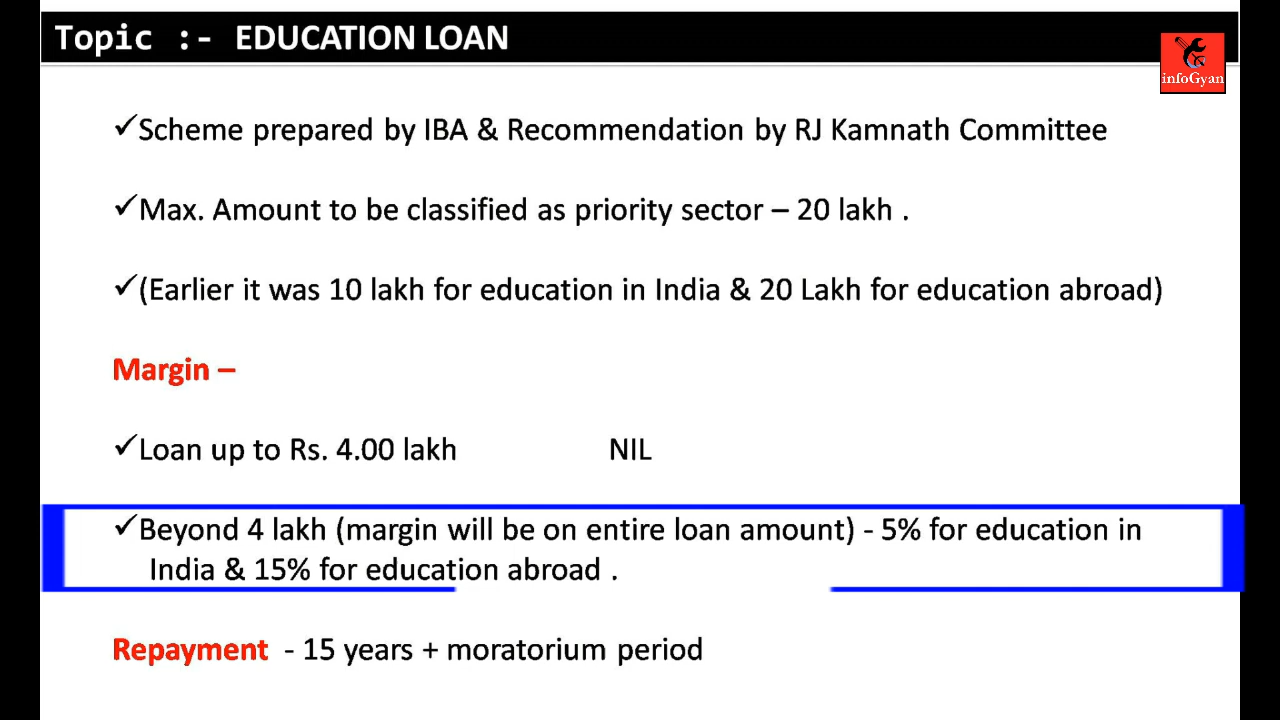 Topic :- EDUCATION LOAN
infoGyan
✓Scheme prepared by IBA & Recommendation by RJ Kamnath Committee
✓Max. Amount to be classified as priority sector – 20 lakh .
✓(Earlier it was 10 lakh for education in India & 20 Lakh for education abroad)
Margin –
✓Loan up to Rs. 4.00 lakh NIL
✓Beyond 4 lakh (margin will be on entire loan amount) - 5% for education in
India & 15% for education abroad .
Repayment - 15 years + moratorium period